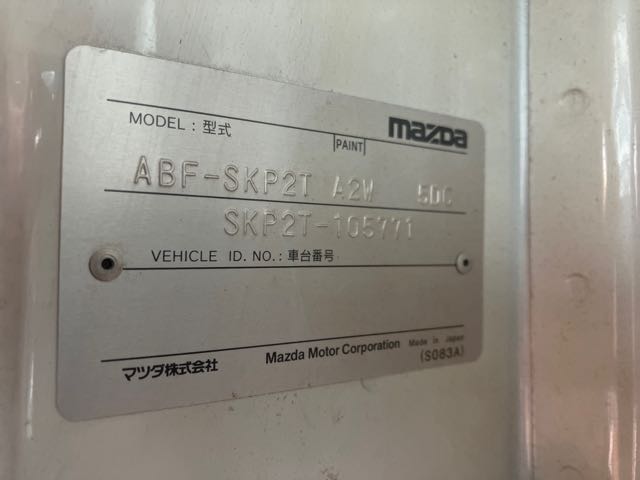 MODEL : 型式
PAINT
mazda
ABF-SKP2T A2W 5DC
SKP2T-105771
VEHICLE ID. NO. : 車台番号
マツダ株式会社 Mazda Motor Corporation Made in Japan
(S083A)